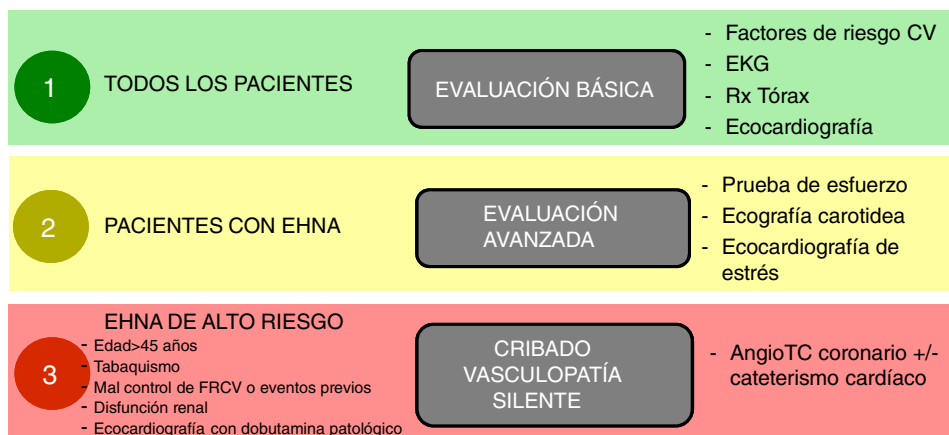 1
TODOS LOS PACIENTES
EVALUACIÓN BÁSICA
- Factores de riesgo CV
- EKG
- Rx Tórax
- Ecocardiografía
2
PACIENTES CON EHNA
EVALUACIÓN
AVANZADA
- Prueba de esfuerzo
- Ecografía carotidea
- Ecocardiografía de
estrés
3
EHNA DE ALTO RIESGO
- Edad>45 años
- Tabaquismo
- Mal control de FRCV o eventos previos
- Disfunción renal
- Ecocardiografía con dobutamina patológico
CRIBADO
VASCULOPATÍA
SILENTE
- AngioTC coronario +/-
cateterismo cardíaco